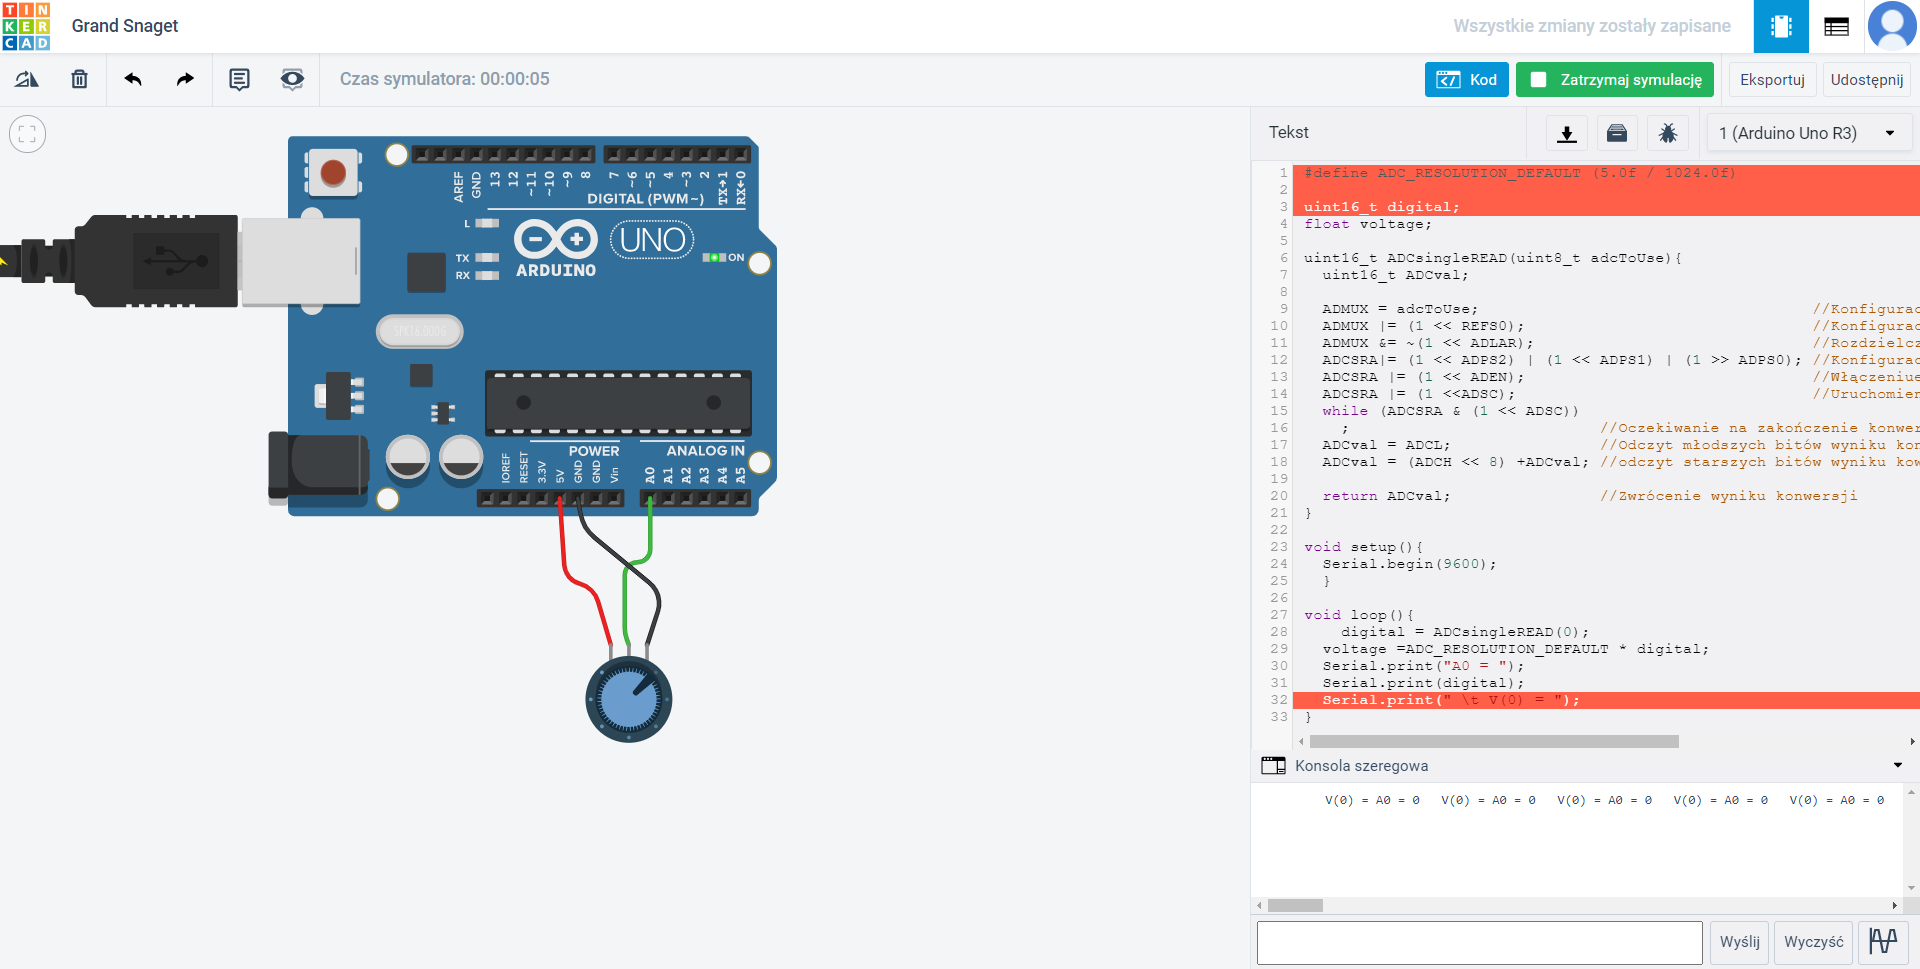 TINKERCAD
Grand Snaget
Wszystkie zmiany zostały zapisane
Czas symulatora: 00:00:05
Kod
Zatrzymaj symulację
Eksportuj
Udostępnij
AREF
GND
13
12
~11
~10
~9
8
7
~6
~5
4
~3
2
TX→1
RX←0
DIGITAL (PWM~)
L
TX
RX
UNO
ARDUINO
ON
SPK16.000G
POWER
ANALOG IN
IOREF
RESET
3.3V
5V
GND
GND
Vin
A0
A1
A2
A3
A4
A5
Tekst
1 (Arduino Uno R3)
1 #define ADC_RESOLUTION_DEFAULT (5.0f / 1024.0f)
2
3 uint16_t digital;
4 float voltage;
5
6 uint16_t ADCsingleREAD(uint8_t adcToUse){
7 uint16_t ADCval;
8
9 ADMUX = adcToUse; //Konfigurac
10 ADMUX |= (1 << REFS0); //Konfigurac
11 ADMUX &= ~(1 << ADLAR); //Rozdzielcz
12 ADCSRA|= (1 << ADPS2) | (1 << ADPS1) | (1 >> ADPS0); //Konfigurac
13 ADCSRA |= (1 << ADEN); //Włączeniue
14 ADCSRA |= (1 <<ADSC); //Uruchomien
15 while (ADCSRA & (1 << ADSC))
16 ; //Oczekiwanie na zakończenie konwer
17 ADCval = ADCL; //Odczyt młodszych bitów wyniku kon
18 ADCval = (ADCH << 8) +ADCval; //odczyt starszych bitów wyniku kow
19
20 return ADCval; //Zwrócenie wyniku konwersji
21 }
22
23 void setup(){
24 Serial.begin(9600);
25 }
26
27 void loop(){
28 digital = ADCsingleREAD(0);
29 voltage =ADC_RESOLUTION_DEFAULT * digital;
30 Serial.print("A0 = ");
31 Serial.print(digital);
32 Serial.print(" \t V(0) = ");
33 }
Konsola szeregowa
V(0) = A0 = 0 V(0) = A0 = 0 V(0) = A0 = 0 V(0) = A0 = 0 V(0) = A0 = 0
Wyślij
Wyczyść